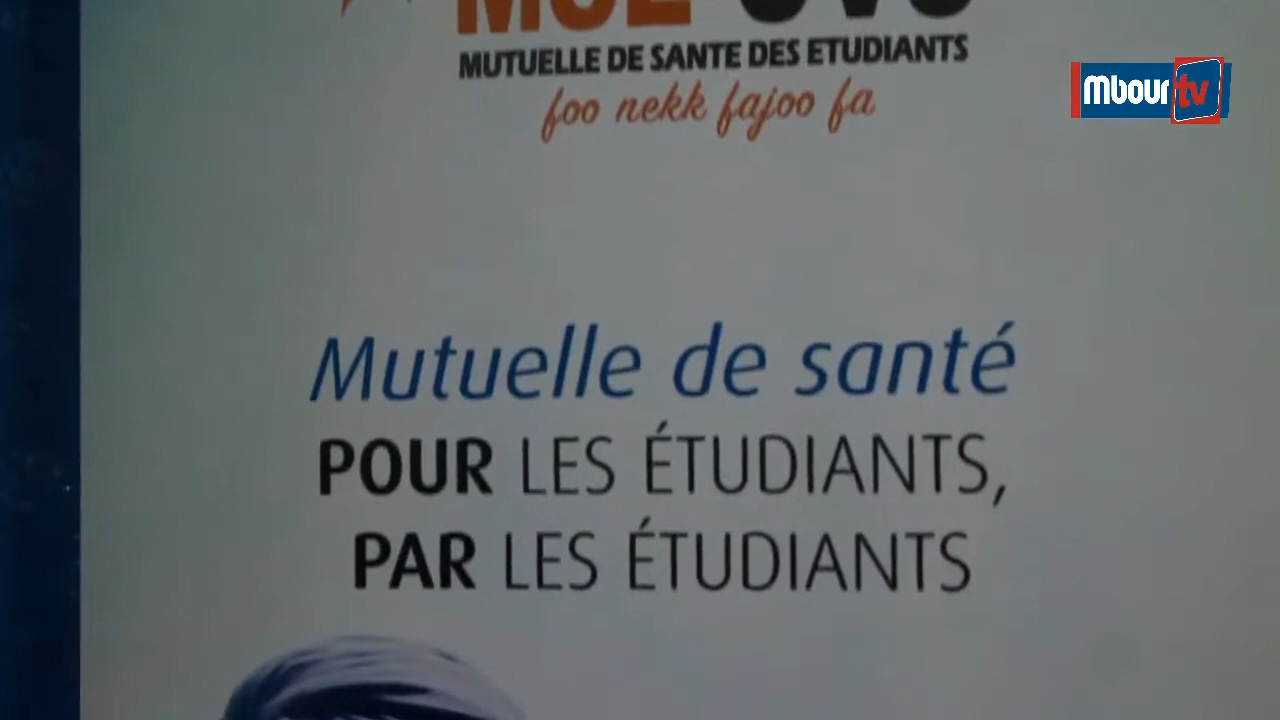 MUTUELLE DE SANTE DES ETUDIANTS
foo nekk fajoo fa
Mbour tv
Mutuelle de santé
POUR LES ÉTUDIANTS,
PAR LES ÉTUDIANTS